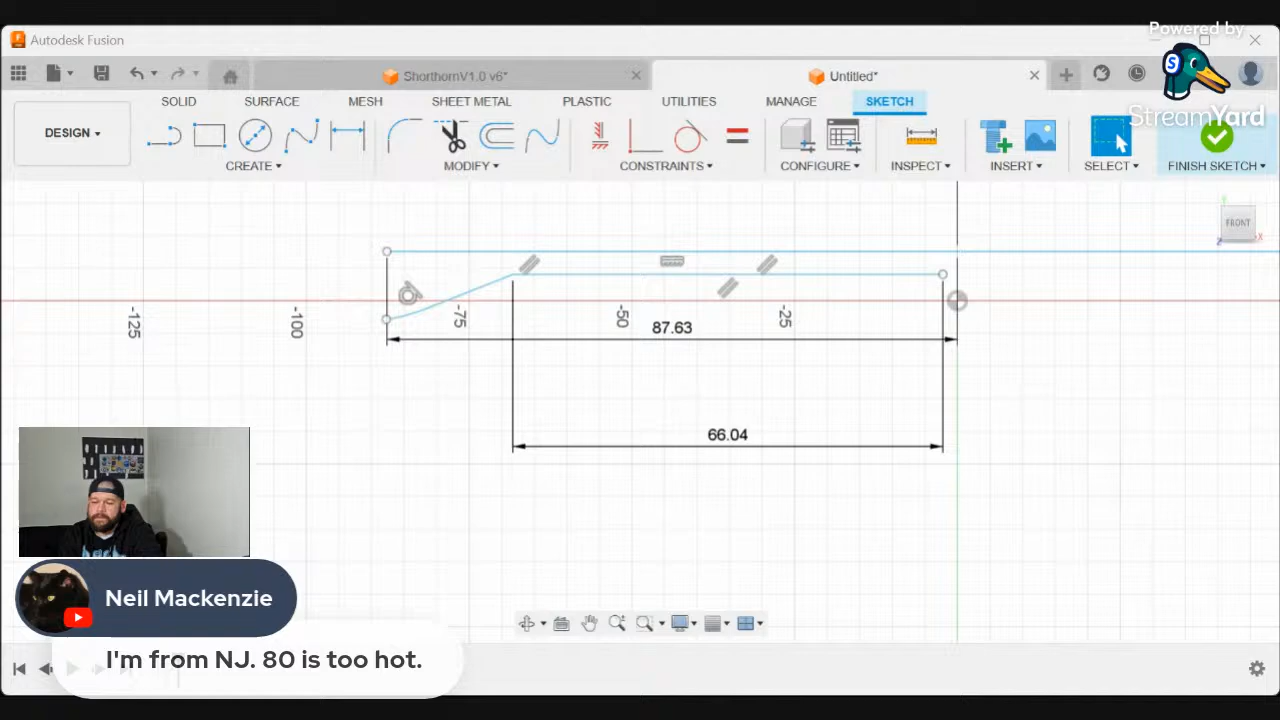 Powered by
StreamYard
Autodesk Fusion
ShorthornV1.0 v6*
Untitled*
SOLID SURFACE MESH SHEET METAL PLASTIC UTILITIES MANAGE SKETCH
DESIGN
CREATE MODIFY CONSTRAINTS CONFIGURE INSPECT INSERT SELECT FINISH SKETCH
FRONT
-125
-100
-75
-50
-25
87.63
66.04
Neil Mackenzie
I'm from NJ. 80 is too hot.